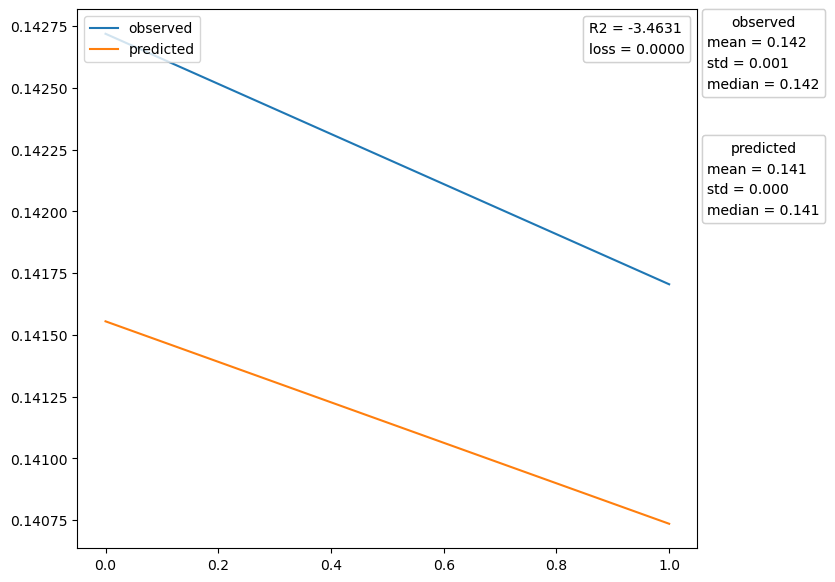 observed
predicted
R2 = -3.4631
loss = 0.0000
observed
mean = 0.142
std = 0.001
median = 0.142
predicted
mean = 0.141
std = 0.000
median = 0.141
0.14275
0.14250
0.14225
0.14200
0.14175
0.14150
0.14125
0.14100
0.14075
0.0 0.2 0.4 0.6 0.8 1.0